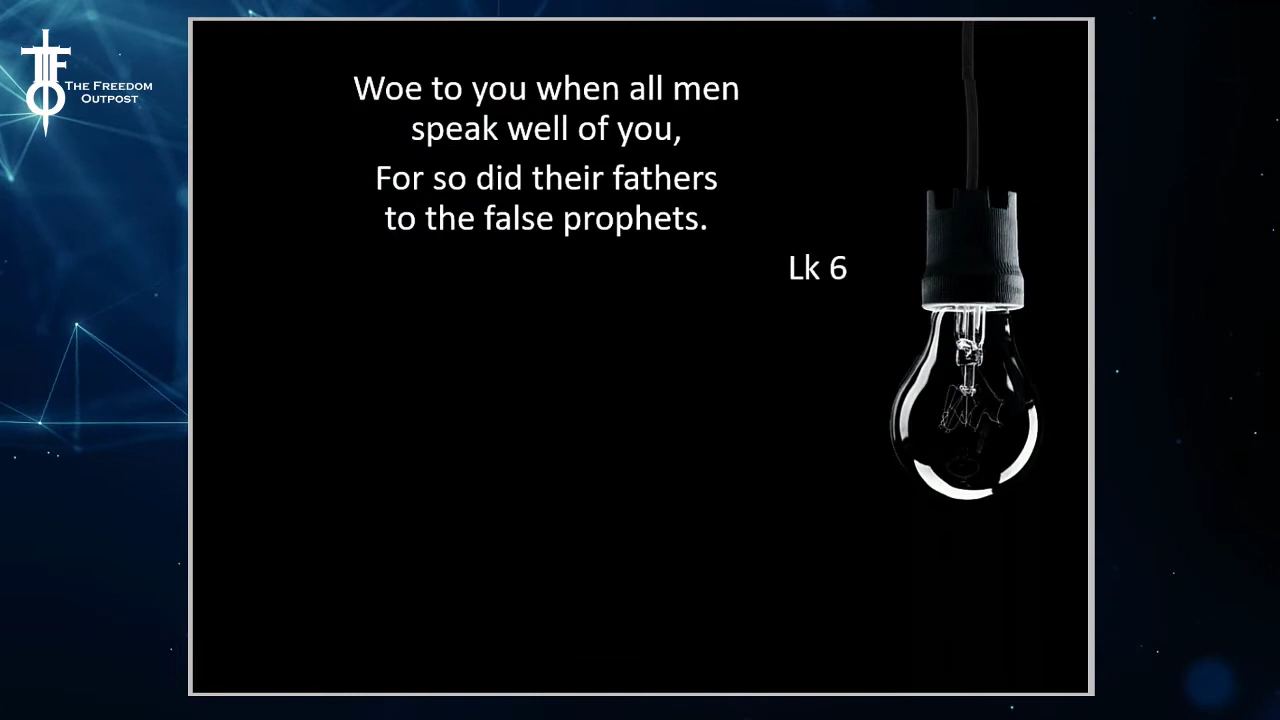 THE FREEDOM
OUTPOST
Woe to you when all men
speak well of you,
For so did their fathers
to the false prophets.
Lk 6